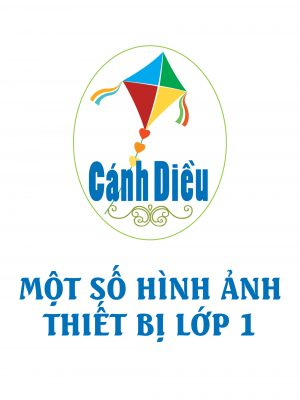 Cánh Diều
MỘT SỐ HÌNH ẢNH
THIẾT BỊ LỚP 1